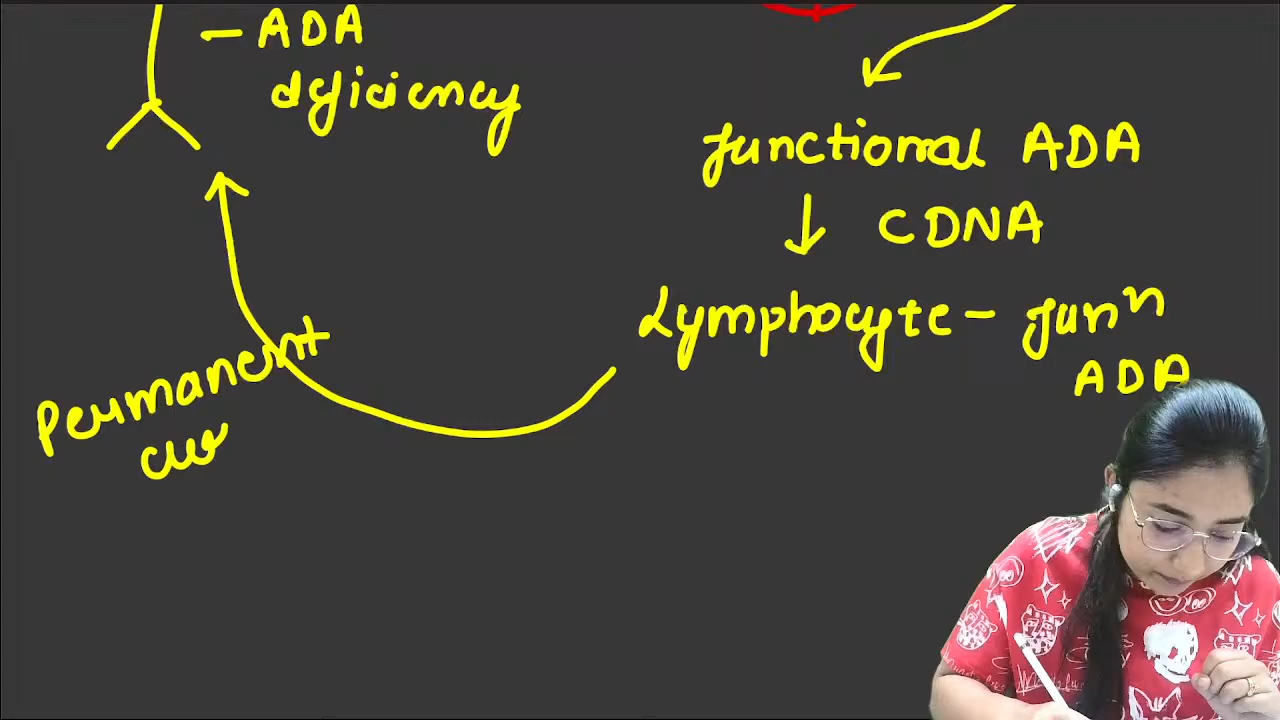 - ADA
deficiency
functional ADA
↓ CDNA
Lymphocyte - funⁿ
ADA
Permanent
cure